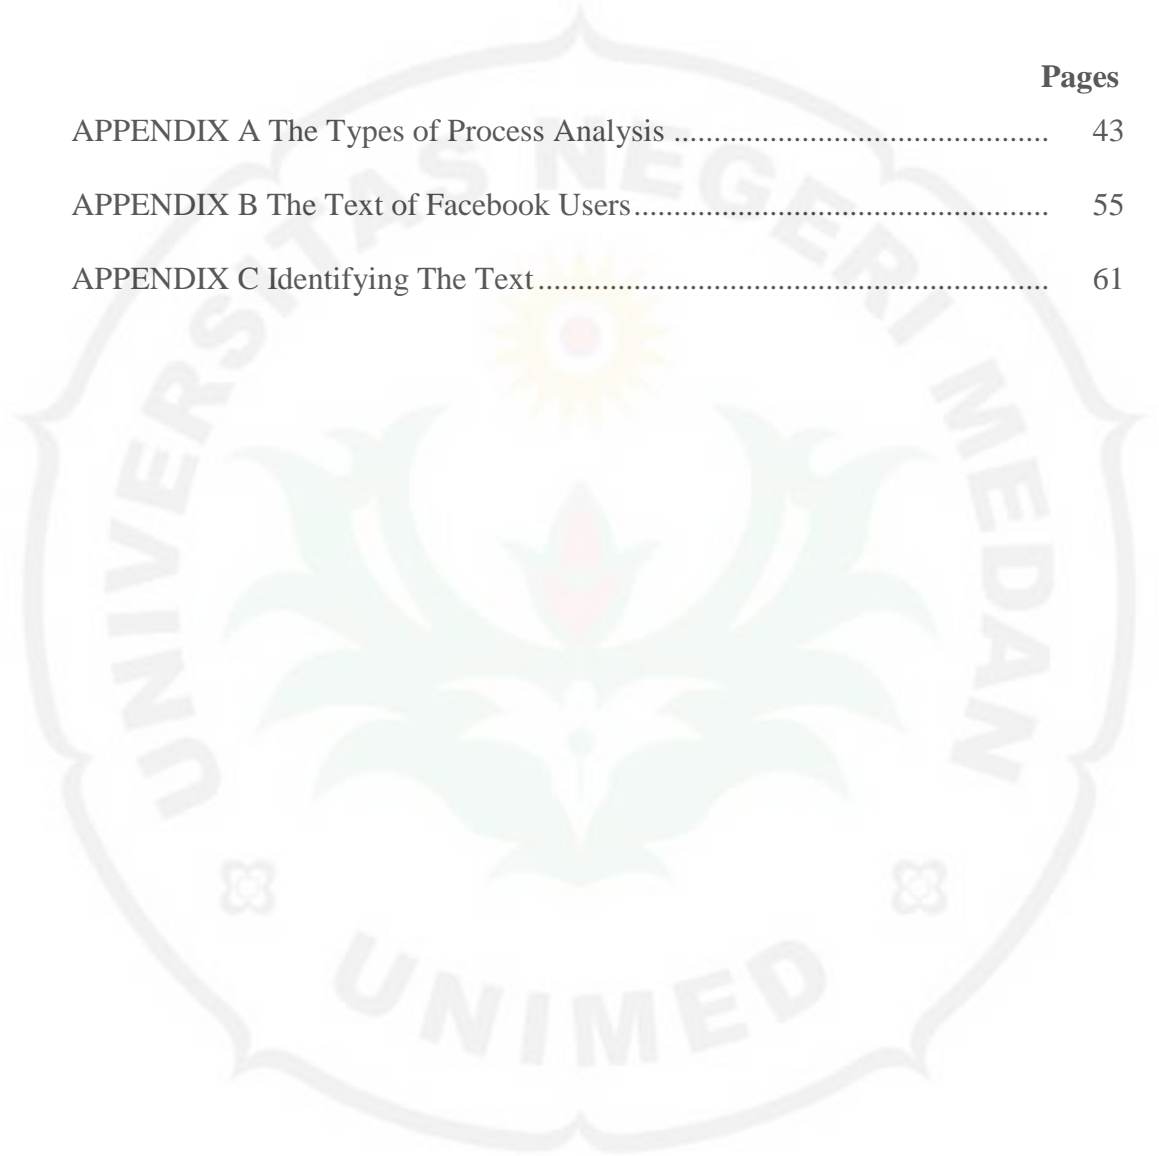 Pages
APPENDIX A The Types of Process Analysis ............................................... 43
APPENDIX B The Text of Facebook Users.................................................... 55
APPENDIX C Identifying The Text................................................................ 61
UNIVERSITAS NEGERI MEDAN
UNIMED